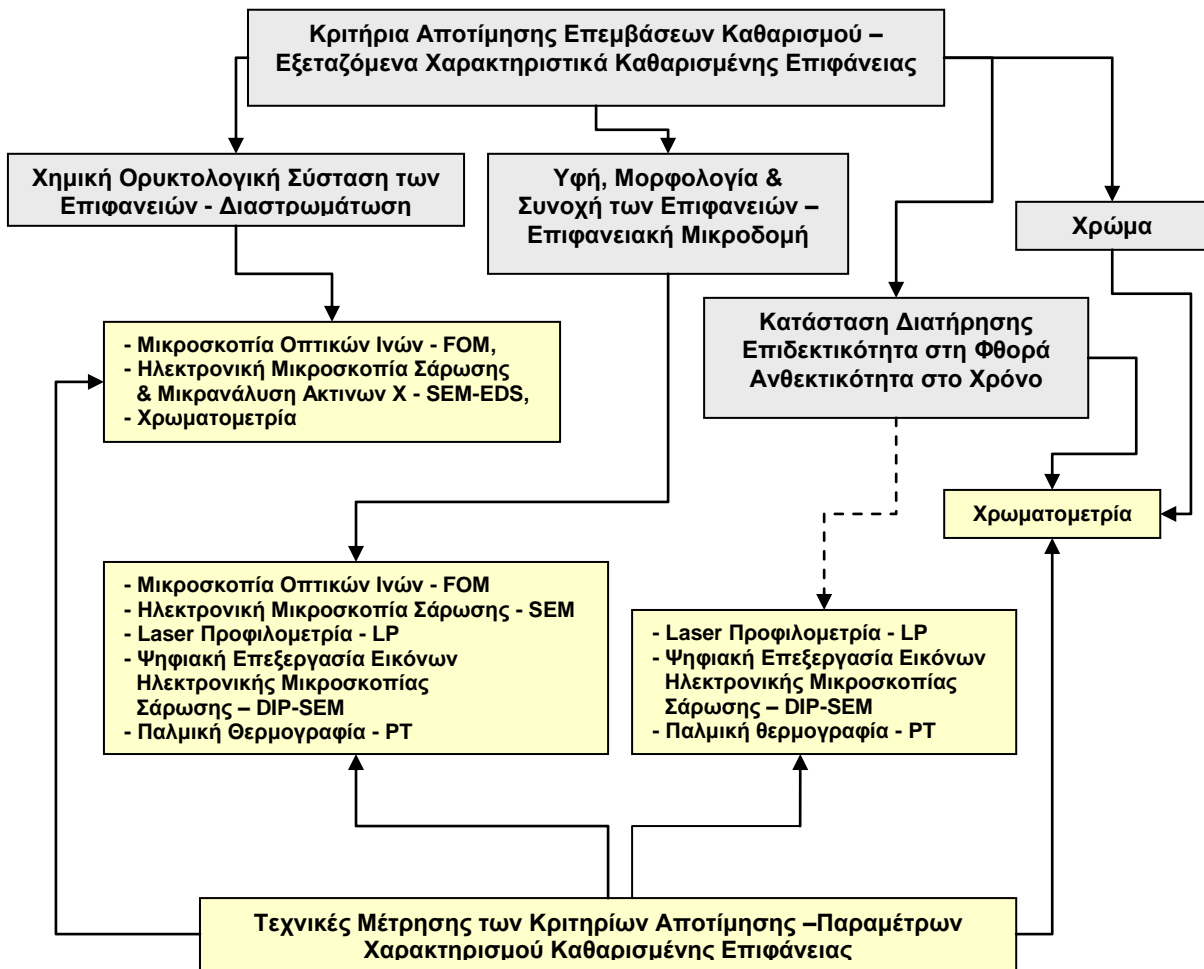 Κριτήρια Αποτίμησης Επεμβάσεων Καθαρισμού –
Εξεταζόμενα Χαρακτηριστικά Καθαρισμένης Επιφάνειας
Χημική Ορυκτολογική Σύσταση των
Επιφανειών - Διαστρωμάτωση
Υφή, Μορφολογία &
Συνοχή των Επιφανειών –
Επιφανειακή Μικροδομή
Χρώμα
Κατάσταση Διατήρησης
Επιδεκτικότητα στη Φθορά
Ανθεκτικότητα στο Χρόνο
- Μικροσκοπία Οπτικών Ινών - FOM,
- Ηλεκτρονική Μικροσκοπία Σάρωσης
& Μικρανάλυση Ακτινων Χ - SEM-EDS,
- Χρωματομετρία
Χρωματομετρία
- Μικροσκοπία Οπτικών Ινών - FOM
- Ηλεκτρονική Μικροσκοπία Σάρωσης - SEM
- Laser Προφιλομετρία - LP
- Ψηφιακή Επεξεργασία Εικόνων
Ηλεκτρονικής Μικροσκοπίας
Σάρωσης – DIP-SEM
- Παλμική Θερμογραφία - PT
- Laser Προφιλομετρία - LP
- Ψηφιακή Επεξεργασία Εικόνων
Ηλεκτρονικής Μικροσκοπίας
Σάρωσης – DIP-SEM
- Παλμική θερμογραφία - PT
Τεχνικές Μέτρησης των Κριτηρίων Αποτίμησης –Παραμέτρων
Χαρακτηρισμού Καθαρισμένης Επιφάνειας